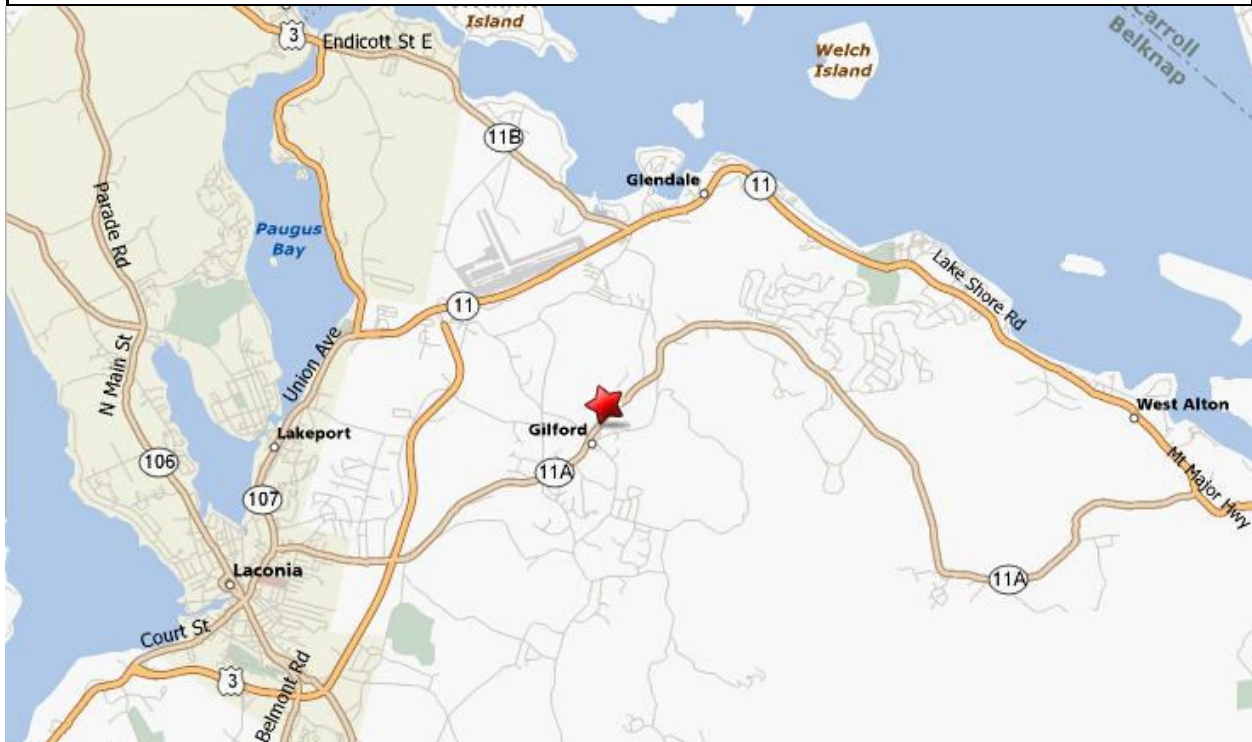 Island
3
Endicott St E
Welch
Island
Carroll
Belknap
11B
Parade Rd
Glendale
11
Paugus
Bay
Lake Shore Rd
11
Union Ave
N Main St
West Alton
Gilford
Lakeport
106
11A
Mt Major Hwy
107
Laconia
11A
Court St
3
Belmont Rd